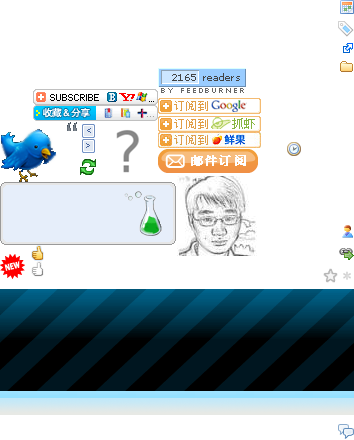 2165 readers
BY FEEDBURNER
SUBSCRIBE
收藏 & 分享
订阅到 Google
订阅到 抓虾
订阅到 鲜果
邮件订阅
“
<
>
?
NEW